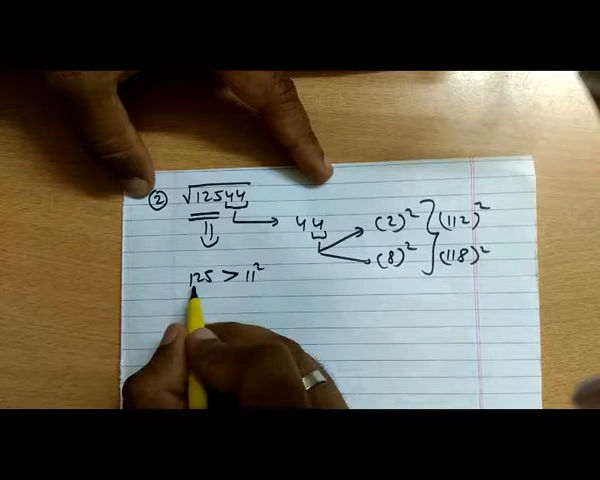 ② √12544
44 (2)² } (112)²
(8)² } (118)²
125 > 11²